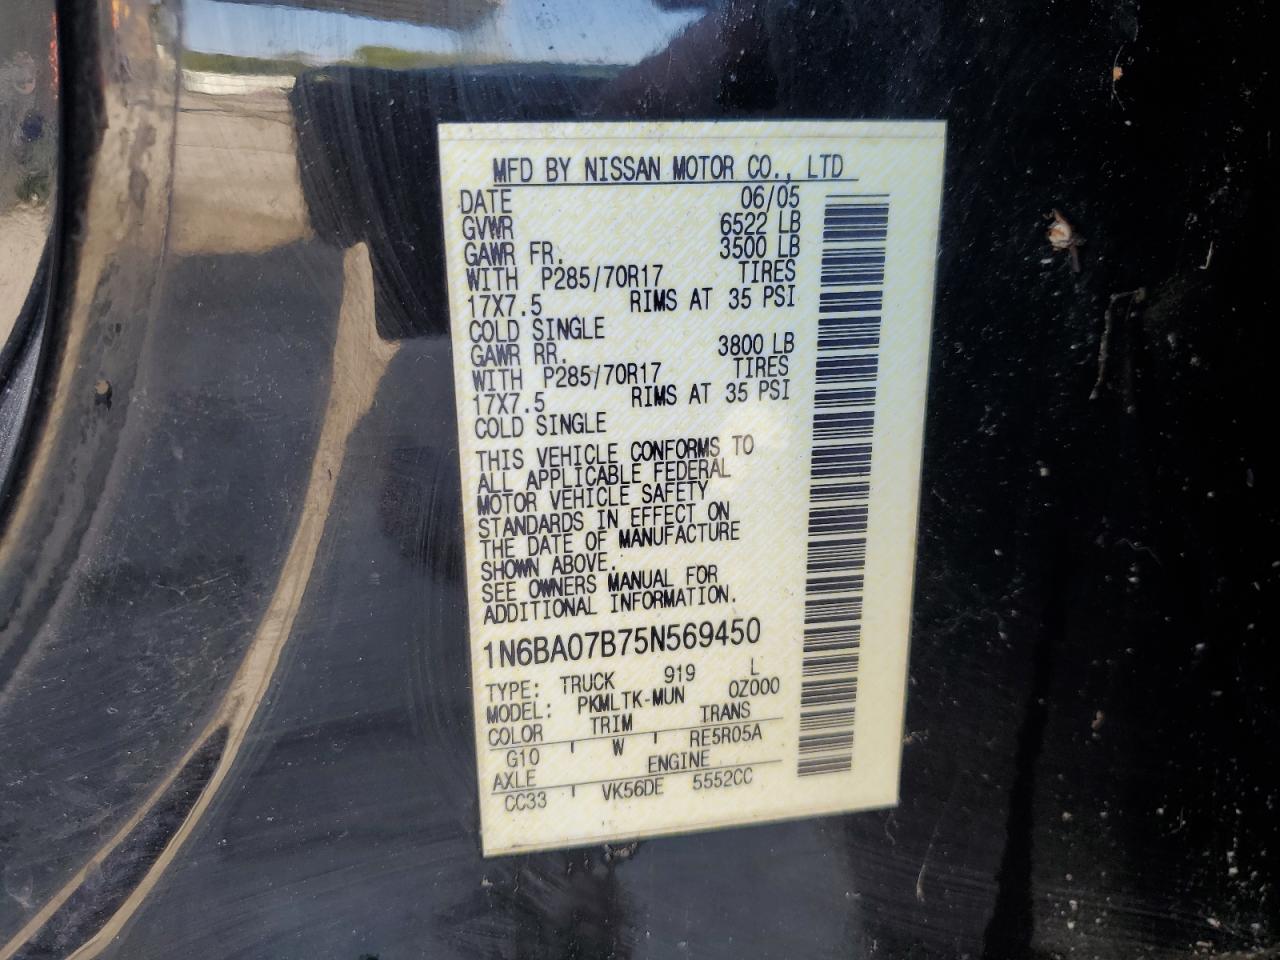 MFD BY NISSAN MOTOR CO., LTD
DATE 06/05
GVWR 6522 LB
GAWR FR. 3500 LB
WITH P285/70R17 TIRES
17X7.5 RIMS AT 35 PSI
COLD SINGLE
GAWR RR. 3800 LB
WITH P285/70R17 TIRES
17X7.5 RIMS AT 35 PSI
COLD SINGLE
THIS VEHICLE CONFORMS TO
ALL APPLICABLE FEDERAL
MOTOR VEHICLE SAFETY
STANDARDS IN EFFECT ON
THE DATE OF MANUFACTURE
SHOWN ABOVE.
SEE OWNERS MANUAL FOR
ADDITIONAL INFORMATION.
1N6BA07B75N569450
TYPE: TRUCK 919 L
MODEL: PKMLTK-MUN 0Z000
COLOR TRIM TRANS
G10 W RE5R05A
AXLE ENGINE
CC33 VK56DE 5552CC